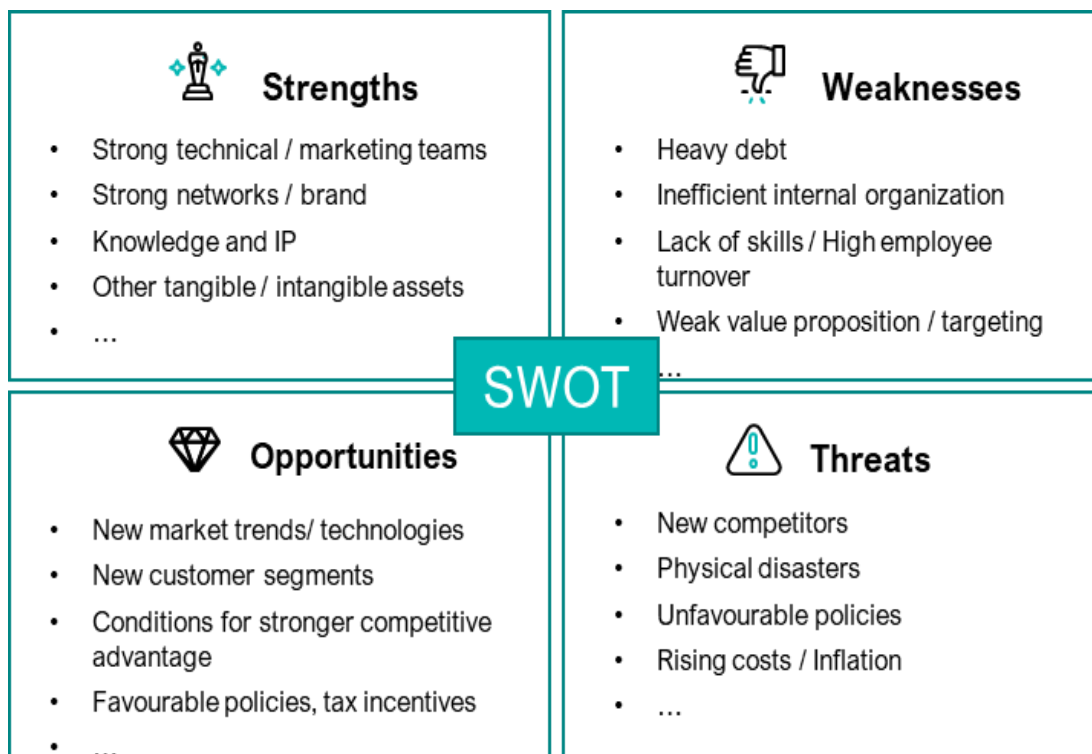 Strengths
• Strong technical / marketing teams
• Strong networks / brand
• Knowledge and IP
• Other tangible / intangible assets
• …
Weaknesses
• Heavy debt
• Inefficient internal organization
• Lack of skills / High employee
turnover
• Weak value proposition / targeting
…
SWOT
Opportunities
• New market trends/ technologies
• New customer segments
• Conditions for stronger competitive
advantage
• Favourable policies, tax incentives
• …
Threats
• New competitors
• Physical disasters
• Unfavourable policies
• Rising costs / Inflation
• …